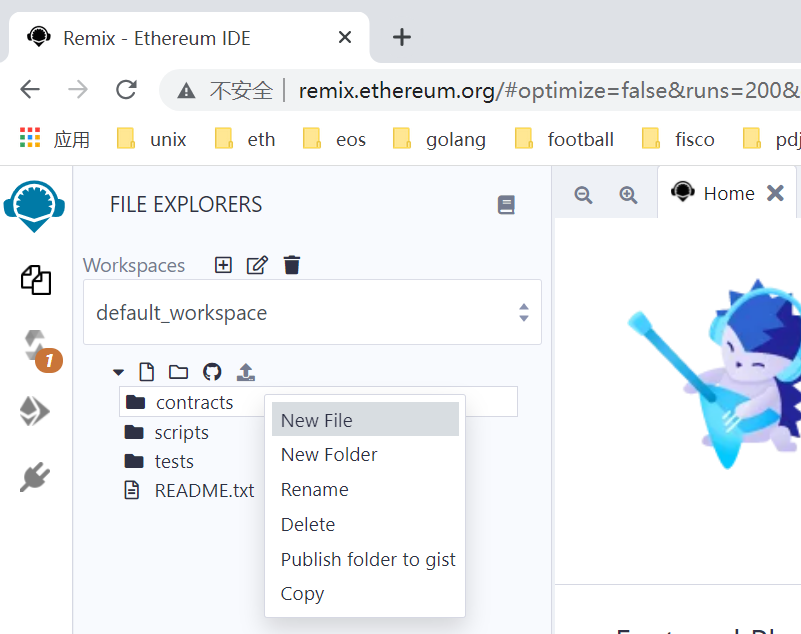 Remix - Ethereum IDE
不安全 remix.ethereum.org/#optimize=false&runs=200&
应用 unix eth eos golang football fisco
FILE EXPLORERS
Home
Workspaces
default_workspace
1
contracts
New File
New Folder
scripts
Rename
tests
Delete
README.txt
Publish folder to gist
Copy